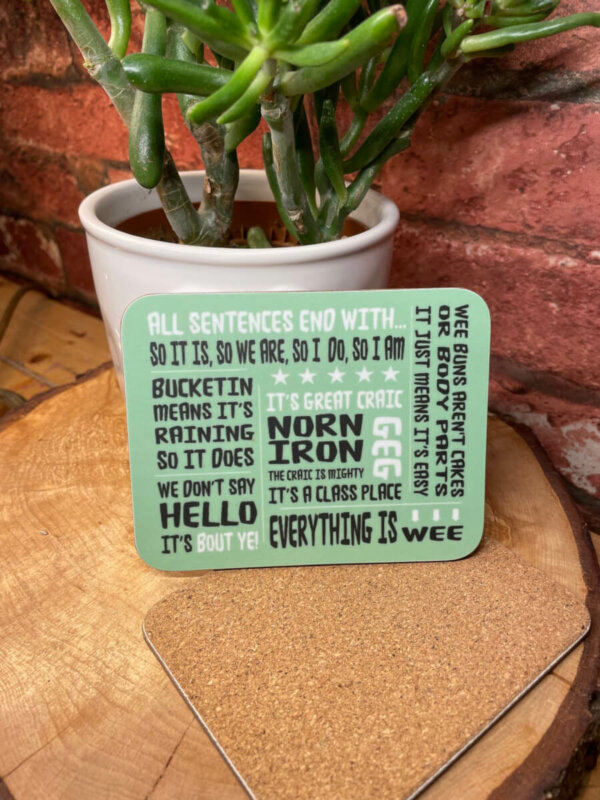 ALL SENTENCES END WITH...
SO IT IS, SO WE ARE, SO I DO, SO I AM
BUCKETIN
MEANS IT'S
RAINING
SO IT DOES
WE DON'T SAY
HELLO
IT'S BOUT YE!
IT'S GREAT CRAIC
NORN
IRON
GEG
THE CRAIC IS MIGHTY
IT'S A CLASS PLACE
EVERYTHING IS WEE
WEE BUNS AREN'T CAKES
OR BODY PARTS
IT JUST MEANS IT'S EASY